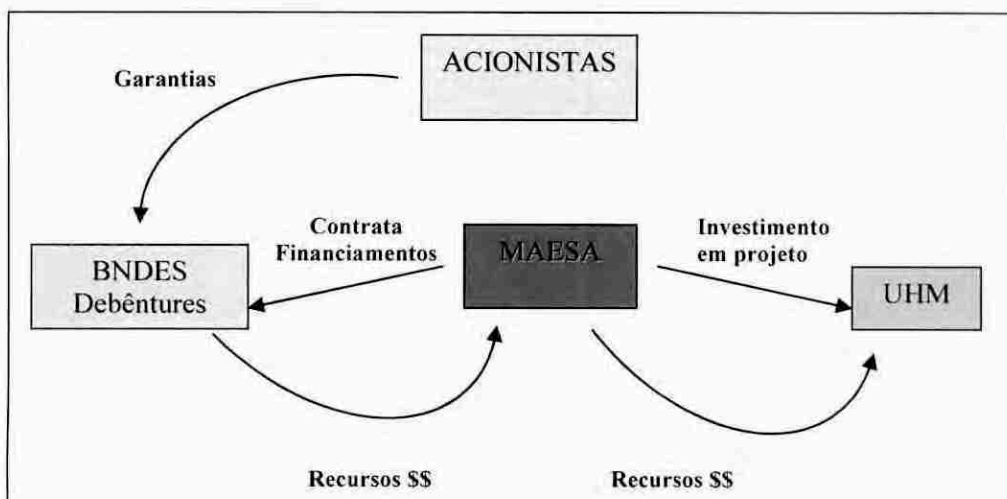 ACIONISTAS
Garantias
Contrata
Financiamentos
MAESA
Investimento
em projeto
BNDES
Debêntures
UHM
Recursos $$
Recursos $$